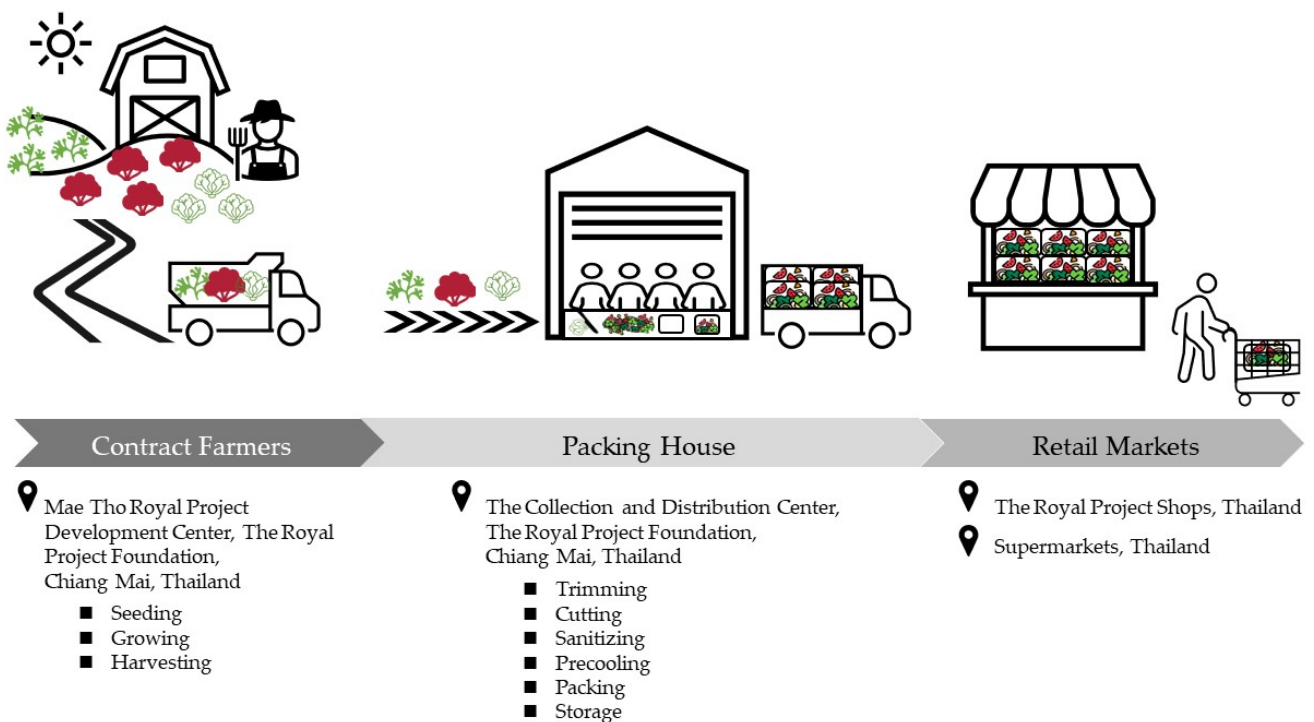 Contract Farmers
Packing House
Retail Markets
Mae Tho Royal Project
Development Center, The Royal
Project Foundation,
Chiang Mai, Thailand
■ Seeding
■ Growing
■ Harvesting
The Collection and Distribution Center,
The Royal Project Foundation,
Chiang Mai, Thailand
■ Trimming
■ Cutting
■ Sanitizing
■ Precooling
■ Packing
■ Storage
The Royal Project Shops, Thailand
Supermarkets, Thailand